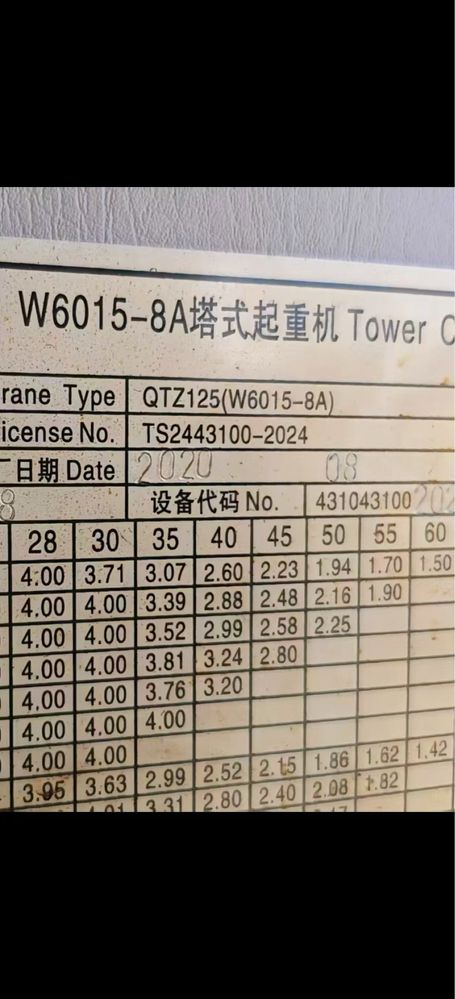 W6015-8A塔式起重机 Tower C
rane Type QTZ125(W6015-8A)
icense No. TS2443100-2024
日期 Date 2020 08
8 设备代码 No. 431043100202
28 30 35 40 45 50 55 60
4.00 3.71 3.07 2.60 2.23 1.94 1.70 1.50
4.00 4.00 3.39 2.88 2.48 2.16 1.90
4.00 4.00 3.52 2.99 2.58 2.25
4.00 4.00 3.81 3.24 2.80
4.00 4.00 3.76 3.20
4.00 4.00 4.00
4.00 4.00
3.95 3.63 2.99 2.52 2.15 1.86 1.62 1.42
3.31 2.80 2.40 2.08 1.82